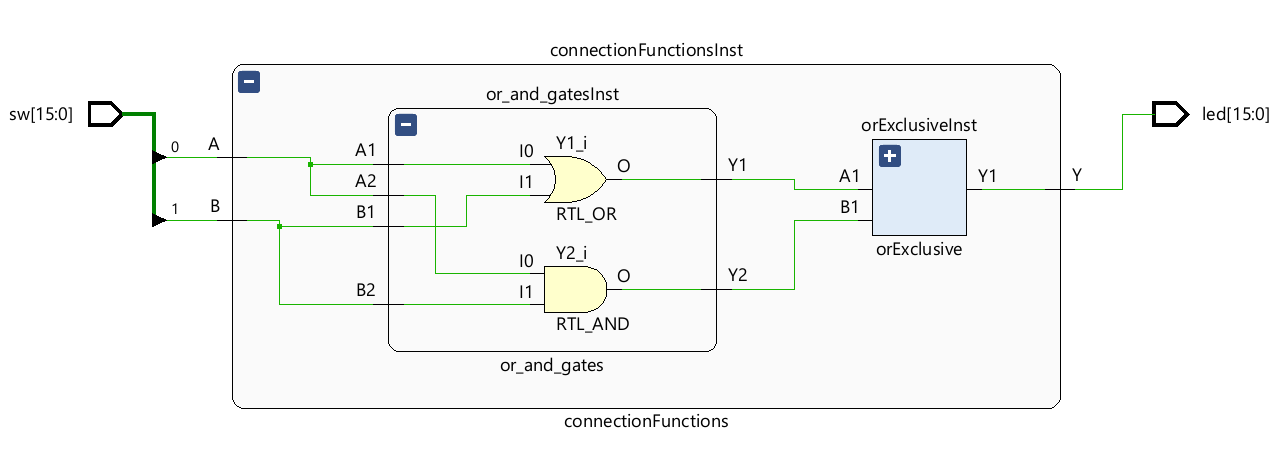 connectionFunctionsInst
sw[15:0]
0
A
1
B
or_and_gatesInst
A1
A2
B1
B2
Y1_i
I0
I1
O
RTL_OR
Y2_i
I0
I1
O
RTL_AND
Y1
Y2
or_and_gates
orExclusiveInst
A1
B1
Y1
orExclusive
Y
led[15:0]
connectionFunctions